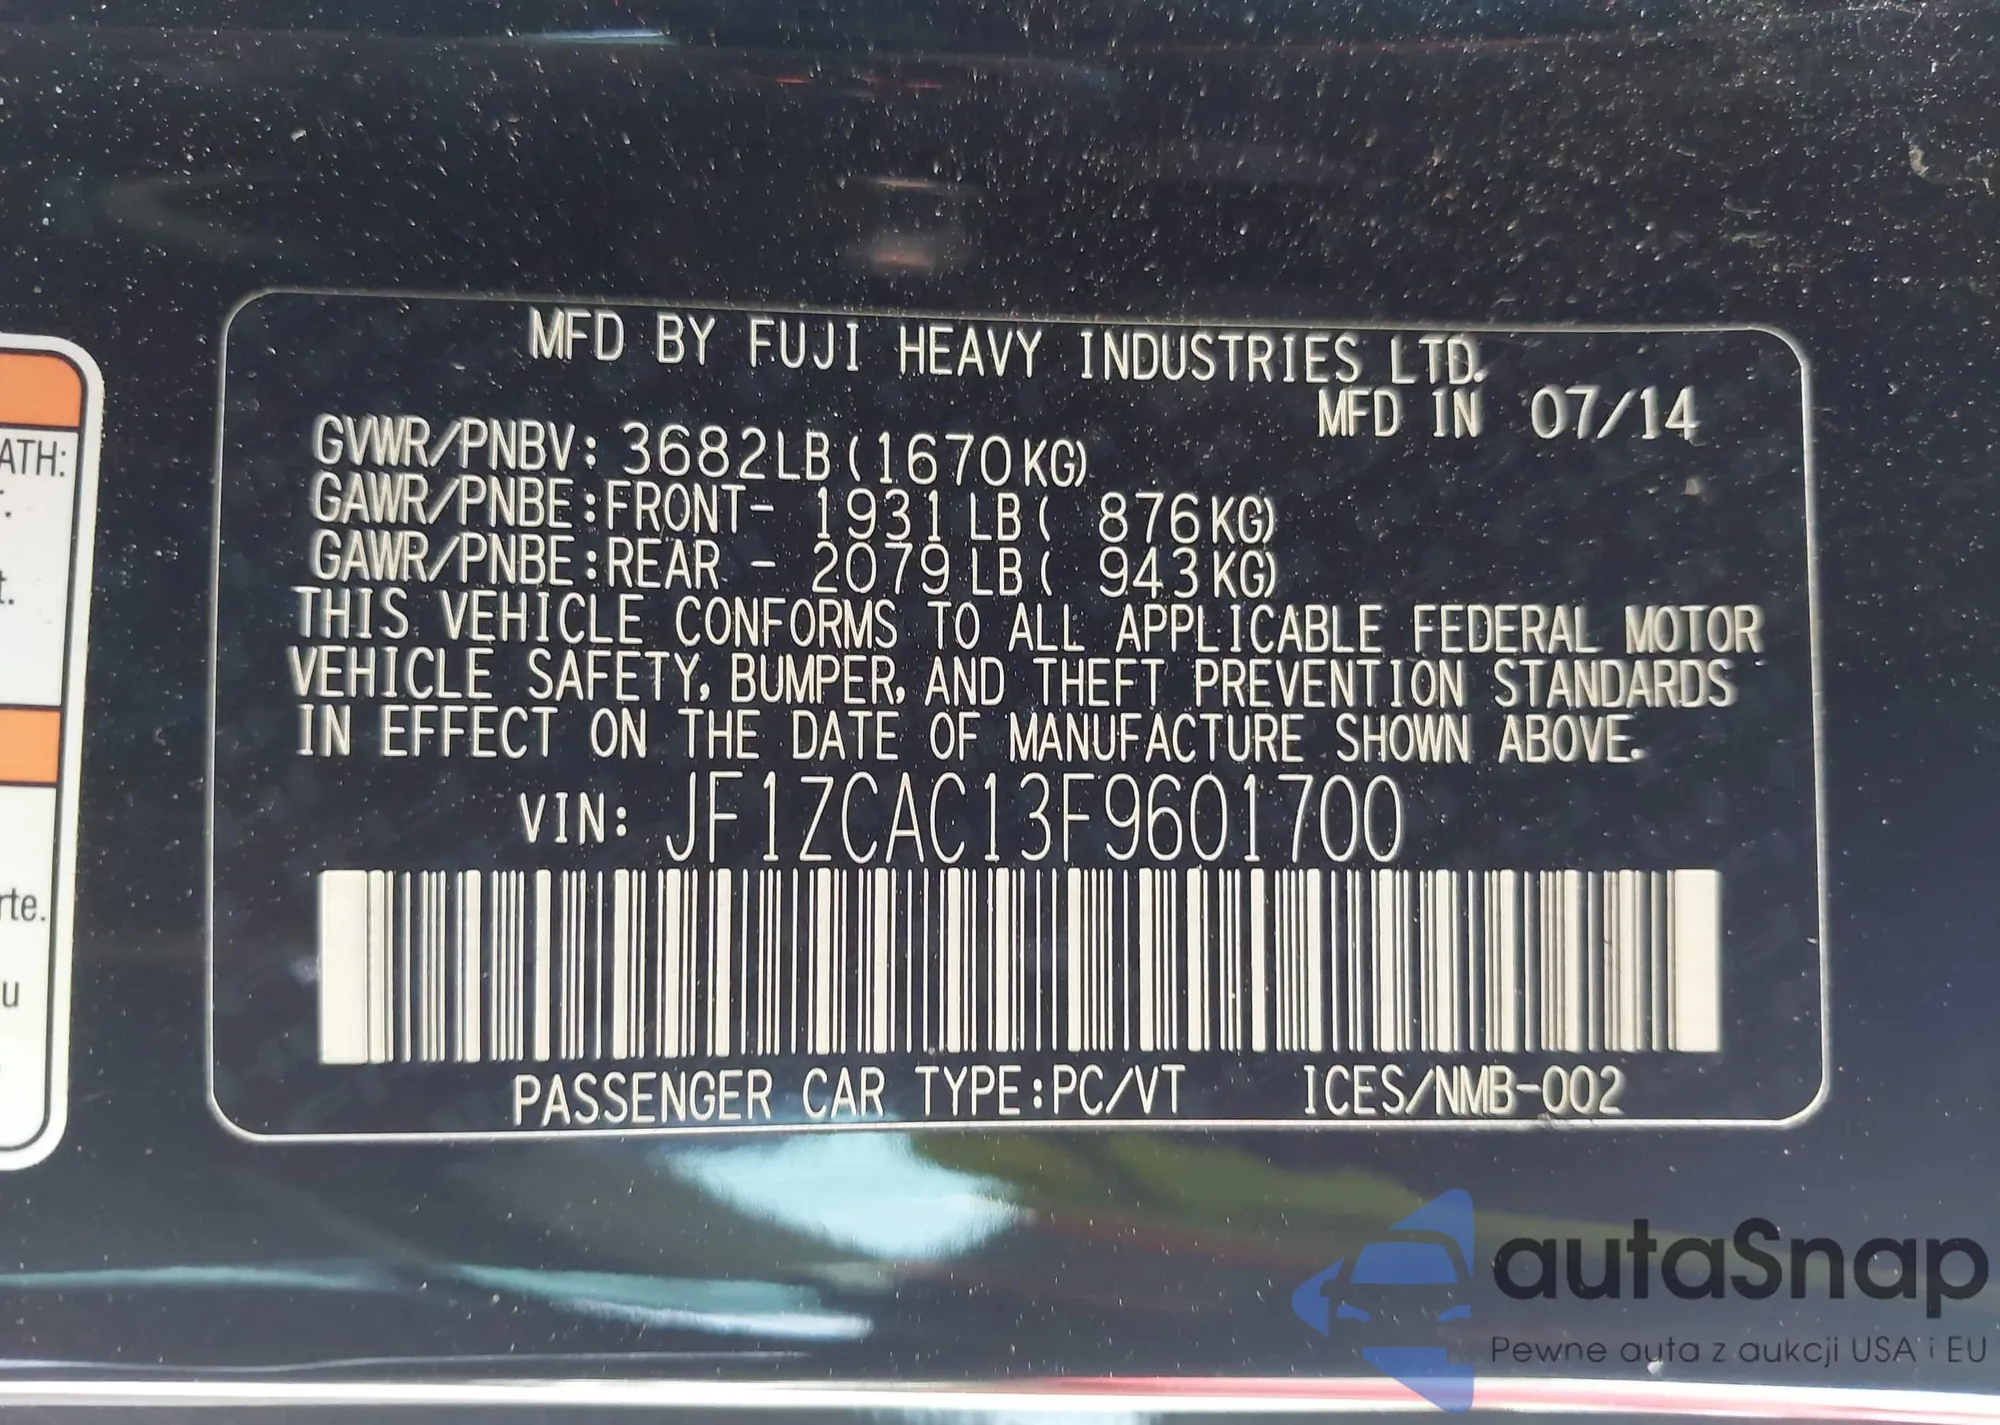 MFD BY FUJI HEAVY INDUSTRIES LTD.
MFD IN 07/14
GVWR/PNBV: 3682LB(1670KG)
GAWR/PNBE:FRONT- 1931LB( 876KG)
GAWR/PNBE:REAR - 2079LB( 943KG)
THIS VEHICLE CONFORMS TO ALL APPLICABLE FEDERAL MOTOR
VEHICLE SAFETY, BUMPER, AND THEFT PREVENTION STANDARDS
IN EFFECT ON THE DATE OF MANUFACTURE SHOWN ABOVE.
VIN: JF1ZCAC13F9601700
PASSENGER CAR TYPE:PC/VT ICES/NMB-002
ATH:
:
t.
rte.
u
autaSnap
Pewne auta z aukcji USA i EU